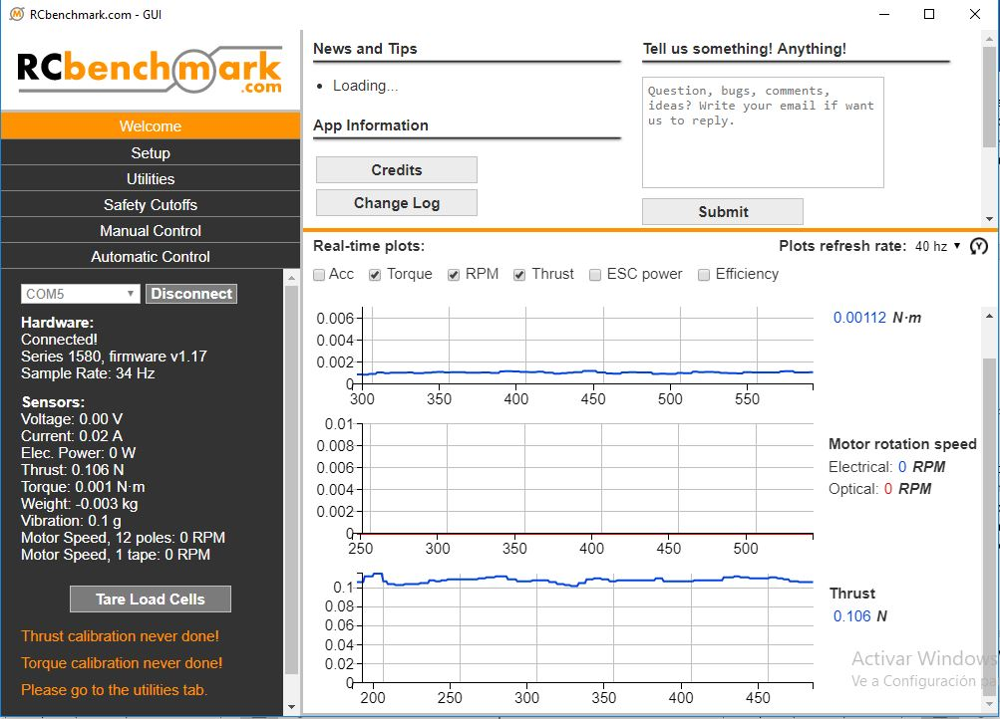 RCbenchmark.com - GUI
RCbenchmark
.com
Welcome
Setup
Utilities
Safety Cutoffs
Manual Control
Automatic Control
COM5
Disconnect
Hardware:
Connected!
Series 1580, firmware v1.17
Sample Rate: 34 Hz
Sensors:
Voltage: 0.00 V
Current: 0.02 A
Elec. Power: 0 W
Thrust: 0.106 N
Torque: 0.001 N·m
Weight: -0.003 kg
Vibration: 0.1 g
Motor Speed, 12 poles: 0 RPM
Motor Speed, 1 tape: 0 RPM
Tare Load Cells
Thrust calibration never done!
Torque calibration never done!
Please go to the utilities tab.
News and Tips
• Loading...
App Information
Credits
Change Log
Tell us something! Anything!
Question, bugs, comments,
ideas? Write your email if want
us to reply.
Submit
Real-time plots:
Plots refresh rate: 40 hz
Acc Torque RPM Thrust ESC power Efficiency
0.006
0.004
0.002
0
300 350 400 450 500 550
0.00112 N·m
0.01
0.008
0.006
0.004
0.002
0
250 300 350 400 450 500
Motor rotation speed
Electrical: 0 RPM
Optical: 0 RPM
0.1
0.08
0.06
0.04
0.02
0
200 250 300 350 400 450
Thrust
0.106 N
Activar Windows
Ve a Configuración